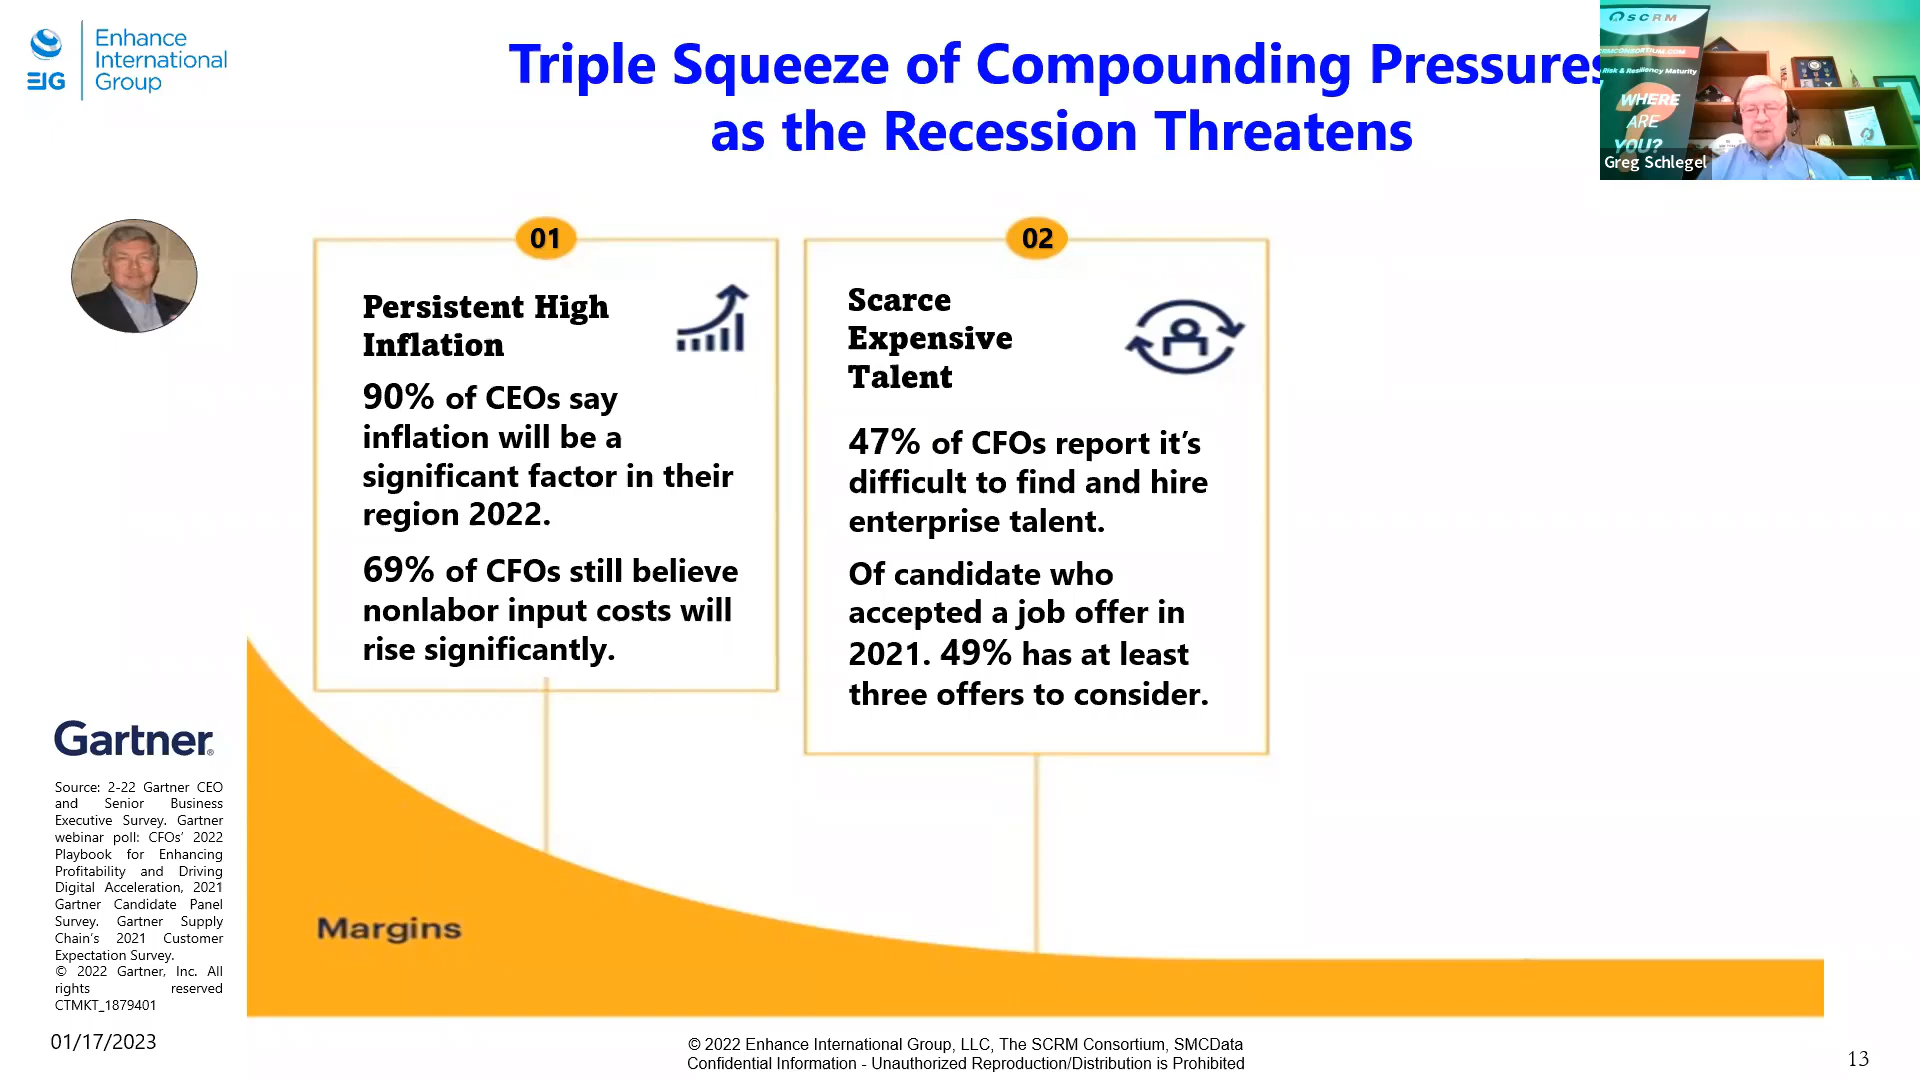 EIG
Enhance
International
Group
Triple Squeeze of Compounding Pressures
as the Recession Threatens
SCRM
RMCONSORTIUM.COM
Risk & Resiliency Maturity
WHERE
ARE
YOU?
Greg Schlegel
01
Persistent High
Inflation
90% of CEOs say
inflation will be a
significant factor in their
region 2022.
69% of CFOs still believe
nonlabor input costs will
rise significantly.
02
Scarce
Expensive
Talent
47% of CFOs report it’s
difficult to find and hire
enterprise talent.
Of candidate who
accepted a job offer in
2021. 49% has at least
three offers to consider.
Margins
Gartner®
Source: 2-22 Gartner CEO
and Senior Business
Executive Survey. Gartner
webinar poll: CFOs’ 2022
Playbook for Enhancing
Profitability and Driving
Digital Acceleration, 2021
Gartner Candidate Panel
Survey. Gartner Supply
Chain’s 2021 Customer
Expectation Survey.
© 2022 Gartner, Inc. All
rights reserved
CTMKT_1879401
01/17/2023
© 2022 Enhance International Group, LLC, The SCRM Consortium, SMCData
Confidential Information - Unauthorized Reproduction/Distribution is Prohibited
13